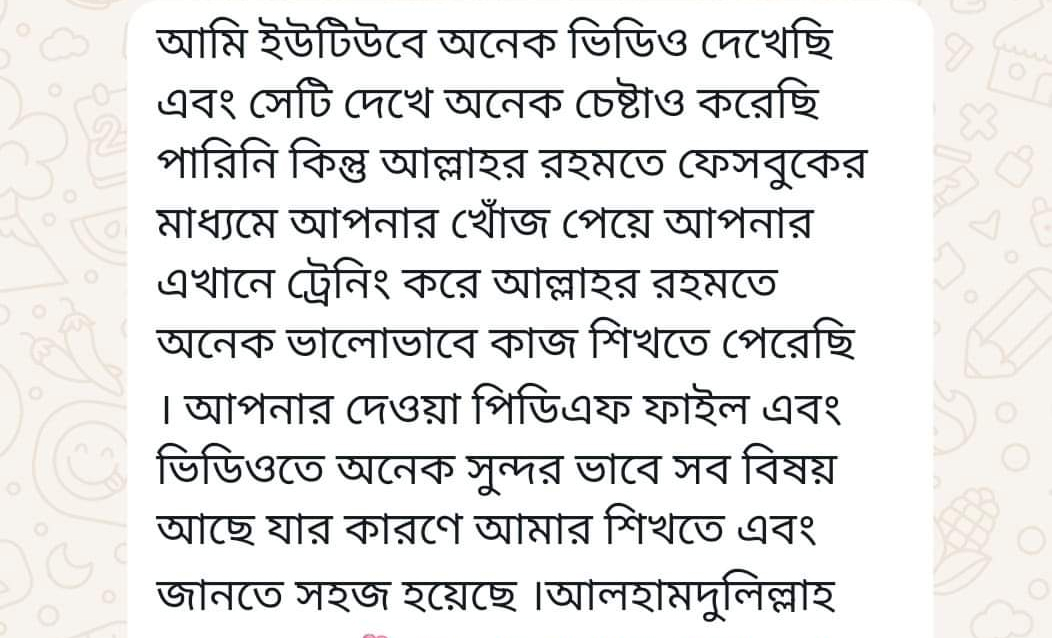 আমি ইউটিউবে অনেক ভিডিও দেখেছি
এবং সেটি দেখে অনেক চেষ্টাও করেছি
পারিনি কিন্তু আল্লাহর রহমতে ফেসবুকের
মাধ্যমে আপনার খোঁজ পেয়ে আপনার
এখানে ট্রেনিং করে আল্লাহর রহমতে
অনেক ভালোভাবে কাজ শিখতে পেরেছি
। আপনার দেওয়া পিডিএফ ফাইল এবং
ভিডিওতে অনেক সুন্দর ভাবে সব বিষয়
আছে যার কারণে আমার শিখতে এবং
জানতে সহজ হয়েছে ।আলহামদুলিল্লাহ